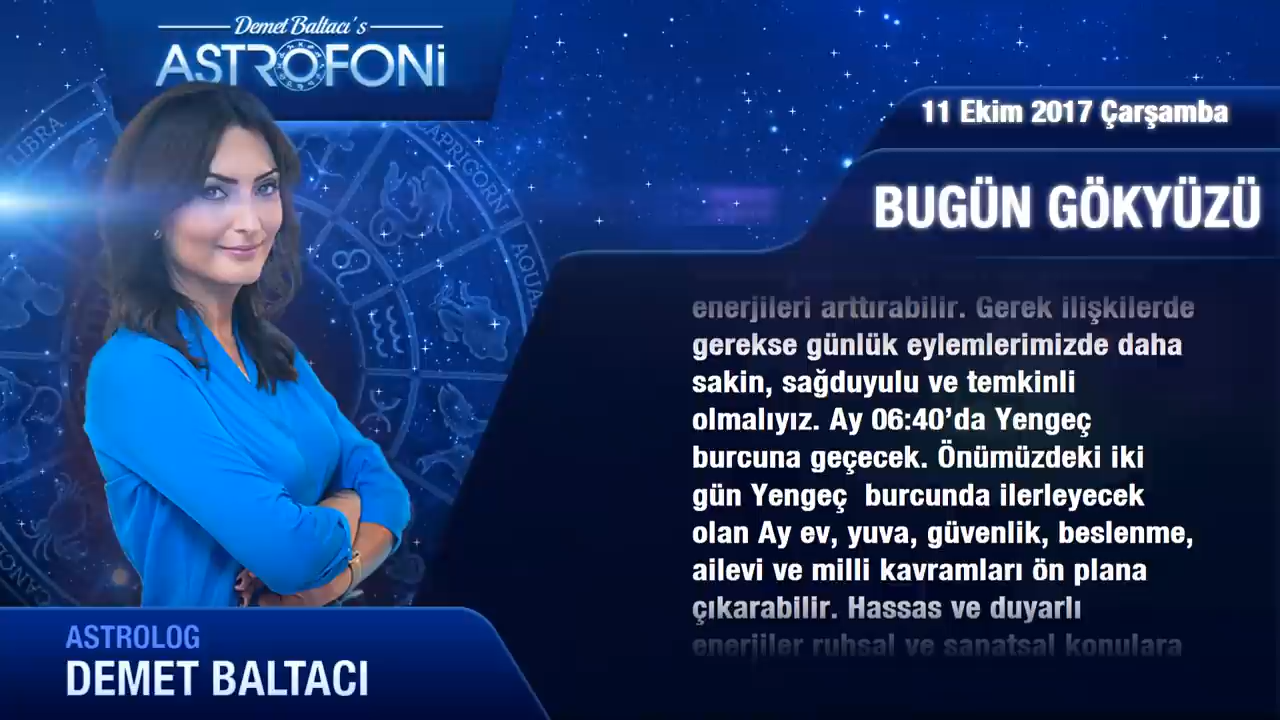 Demet Baltacı's
ASTROFONİ
11 Ekim 2017 Çarşamba
BUGÜN GÖKYÜZÜ
LIBRA
CAPRICORN
AQUA
enerjileri arttırabilir. Gerek ilişkilerde
gerekse günlük eylemlerimizde daha
sakin, sağduyulu ve temkinli
olmalıyız. Ay 06:40’da Yengeç
burcuna geçecek. Önümüzdeki iki
gün Yengeç  burcunda ilerleyecek
olan Ay ev, yuva, güvenlik, beslenme,
ailevi ve milli kavramları ön plana
çıkarabilir. Hassas ve duyarlı
enerjiler ruhsal ve sanatsal konulara
ASTROLOG
DEMET BALTACI